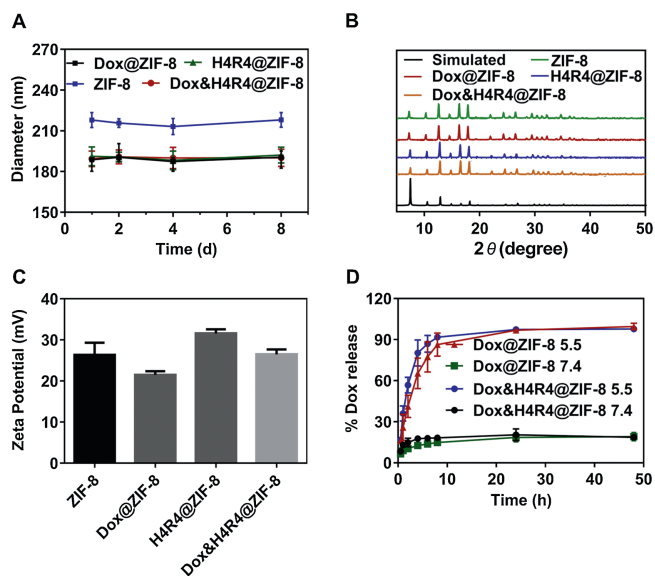 A
270
240
210
180
150
0
2
4
6
8
Diameter (nm)
Time (d)
Dox@ZIF-8
H4R4@ZIF-8
ZIF-8
Dox&H4R4@ZIF-8
B
Simulated
ZIF-8
Dox@ZIF-8
H4R4@ZIF-8
Dox&H4R4@ZIF-8
10
20
30
40
50
2θ(degree)
C
40
30
20
10
0
Zeta Potential (mV)
ZIF-8
Dox@ZIF-8
H4R4@ZIF-8
Dox&H4R4@ZIF-8
D
120
90
60
30
0
0
10
20
30
40
50
% Dox release
Time (h)
Dox@ZIF-8 5.5
Dox@ZIF-8 7.4
Dox&H4R4@ZIF-8 5.5
Dox&H4R4@ZIF-8 7.4